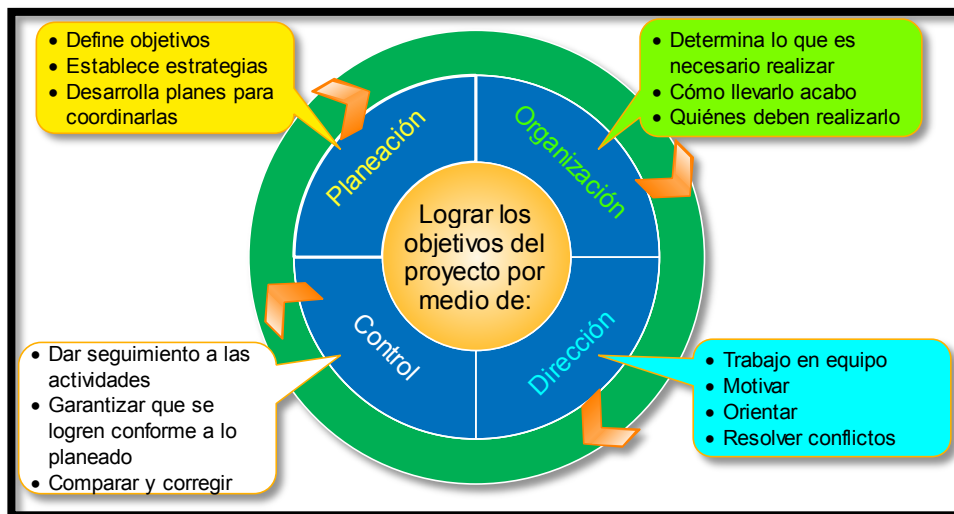 • Define objetivos
• Establece estrategias
• Desarrolla planes para
coordinarlas
• Determina lo que es
necesario realizar
• Cómo llevarlo acabo
• Quiénes deben realizarlo
Planeación
Organización
Lograr los
objetivos del
proyecto por
medio de:
Control
Dirección
• Dar seguimiento a las
actividades
• Garantizar que se
logren conforme a lo
planeado
• Comparar y corregir
• Trabajo en equipo
• Motivar
• Orientar
• Resolver conflictos